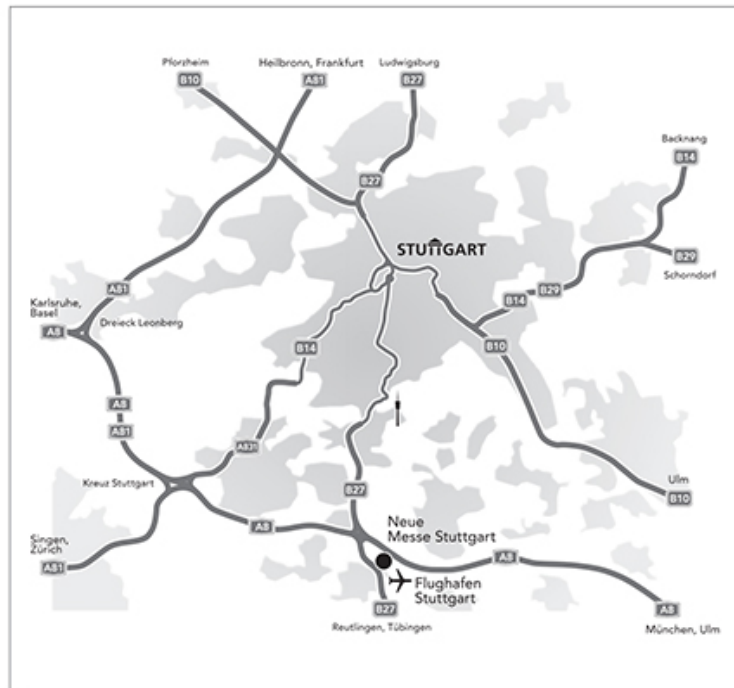 Pforzheim
B10
Heilbronn, Frankfurt
A81
Ludwigsburg
B27
Backnang
B14
B27
STUTTGART
B29
Schorndorf
A81
B29
B14
Karlsruhe,
Basel
A8
Dreieck Leonberg
B14
B10
A8
A81
A831
Kreuz Stuttgart
B27
Ulm
B10
A8
Neue
Messe Stuttgart
Singen,
Zürich
A81
A8
Flughafen
Stuttgart
B27
Reutlingen, Tübingen
A8
München, Ulm